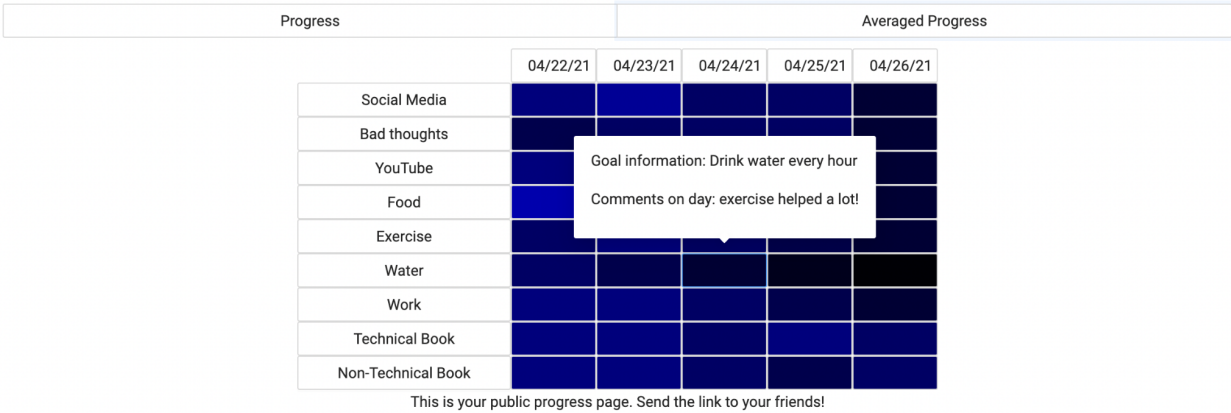 Progress Averaged Progress
04/22/21 04/23/21 04/24/21 04/25/21 04/26/21
Social Media
Bad thoughts
YouTube
Goal information: Drink water every hour
Food
Comments on day: exercise helped a lot!
Exercise
Water
Work
Technical Book
Non-Technical Book
This is your public progress page. Send the link to your friends!